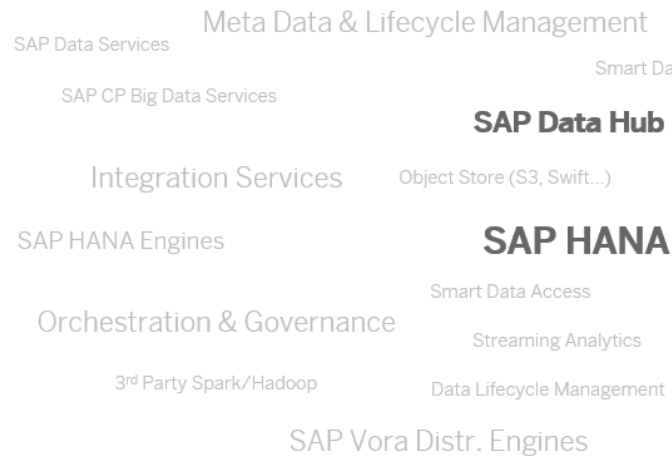 Meta Data & Lifecycle Management
SAP Data Services
Smart Da
SAP CP Big Data Services
SAP Data Hub
Integration Services
Object Store (S3, Swift...)
SAP HANA Engines
SAP HANA
Smart Data Access
Orchestration & Governance
Streaming Analytics
3rd Party Spark/Hadoop
Data Lifecycle Management
SAP Vora Distr. Engines